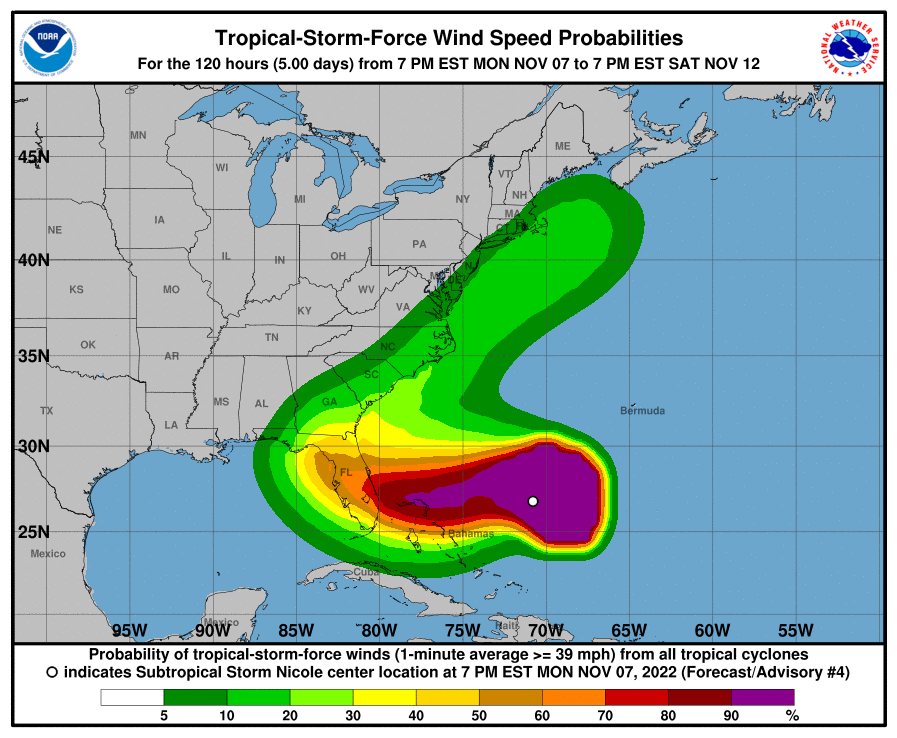 Tropical-Storm-Force Wind Speed Probabilities
For the 120 hours (5.00 days) from 7 PM EST MON NOV 07 to 7 PM EST SAT NOV 12
NOAA
NATIONAL WEATHER SERVICE
ME
MN
45N
VT
WI
NH
MI
NY
MA
CT
IA
NE
PA
40N
IL
IN
OH
NJ
DE
KS
MO
WV
VA
KY
TN
OK
35N
AR
NC
SC
MS
AL
GA
TX
Bermuda
LA
30N
FL
25N
Bahamas
Mexico
Cuba
Mexico
Haiti
95W 90W 85W 80W 75W 70W 65W 60W 55W
Probability of tropical-storm-force winds (1-minute average >= 39 mph) from all tropical cyclones
indicates Subtropical Storm Nicole center location at 7 PM EST MON NOV 07, 2022 (Forecast/Advisory #4)
5 10 20 30 40 50 60 70 80 90 %